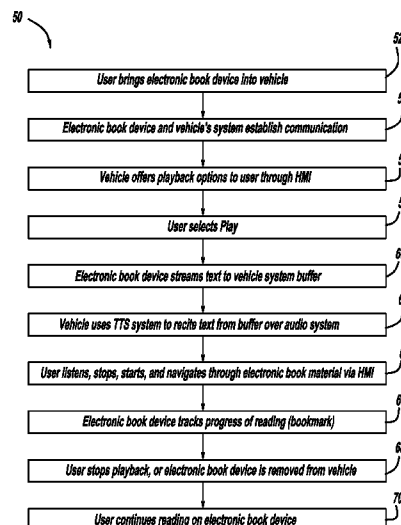 50
52
User brings electronic book device into vehicle
Electronic book device and vehicle's system establish communication
Vehicle offers playback options to user through HMI
User selects Play
Electronic book device streams text to vehicle system buffer
Vehicle uses TTS system to recite text from buffer over audio system
User listens, stops, starts, and navigates through electronic book material via HMI
Electronic book device tracks progress of reading (bookmark)
User stops playback, or electronic book device is removed from vehicle
70
User continues reading on electronic book device